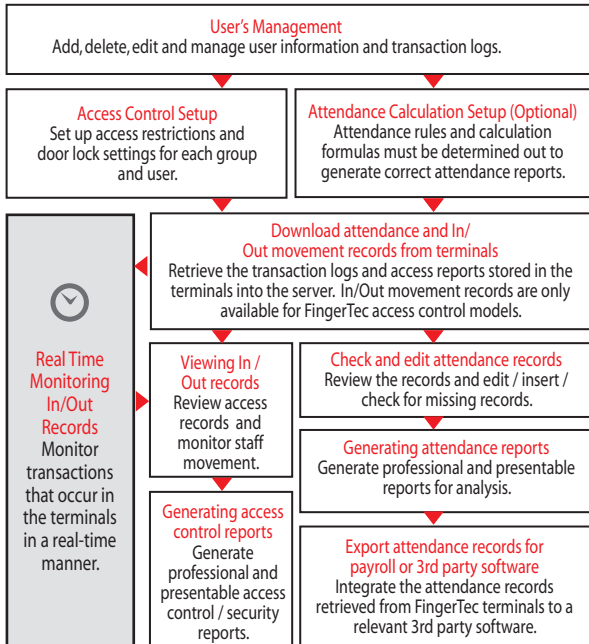 User's Management
Add, delete, edit and manage user information and transaction logs.
Access Control Setup
Set up access restrictions and
door lock settings for each group
and user.
Attendance Calculation Setup (Optional)
Attendance rules and calculation
formulas must be determined out to
generate correct attendance reports.
Download attendance and In/
Out movement records from terminals
Retrieve the transaction logs and access reports stored in the
terminals into the server. In/Out movement records are only
available for FingerTec access control models.
Real Time
Monitoring
In/Out
Records
Monitor
transactions
that occur in
the terminals
in a real-time
manner.
Viewing In /
Out records
Review access
records and
monitor staff
movement.
Check and edit attendance records
Review the records and edit / insert /
check for missing records.
Generating attendance reports
Generate professional and presentable
reports for analysis.
Generating access
control reports
Generate
professional and
presentable access
control / security
reports.
Export attendance records for
payroll or 3rd party software
Integrate the attendance records
retrieved from FingerTec terminals to a
relevant 3rd party software.